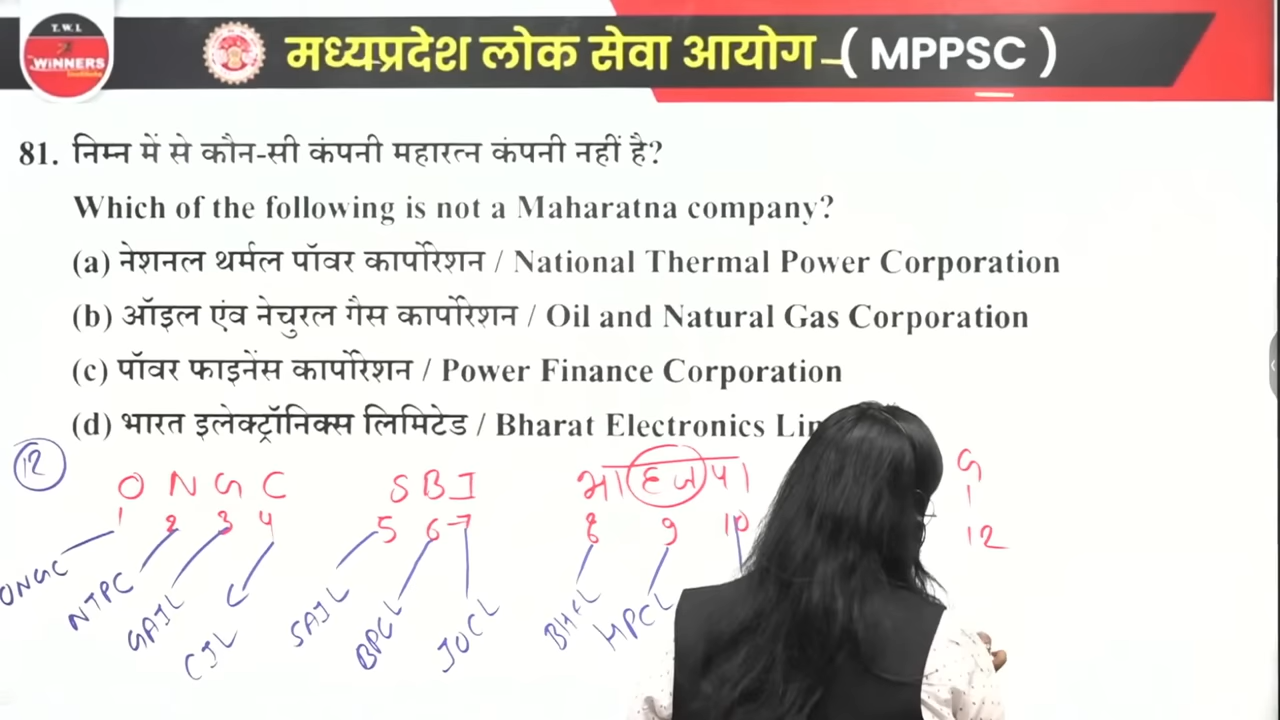 T.W.I.
WiNNERS
Institute
मध्यप्रदेश लोक सेवा आयोग –( MPPSC )
81. निम्न में से कौन-सी कंपनी महारत्न कंपनी नहीं है?
Which of the following is not a Maharatna company?
(a) नेशनल थर्मल पॉवर कार्पोरेशन / National Thermal Power Corporation
(b) ऑइल एंव नेचुरल गैस कार्पोरेशन / Oil and Natural Gas Corporation
(c) पॉवर फाइनेंस कार्पोरेशन / Power Finance Corporation
(d) भारत इलेक्ट्रॉनिक्स लिमिटेड / Bharat Electronics
12
O N G C S B I भाहजपा
1 2 3 4 5 6 7 8 9 10 12
ONGC NTPC GAIL CIL SAIL BPCL IOCL BHEL HPCL